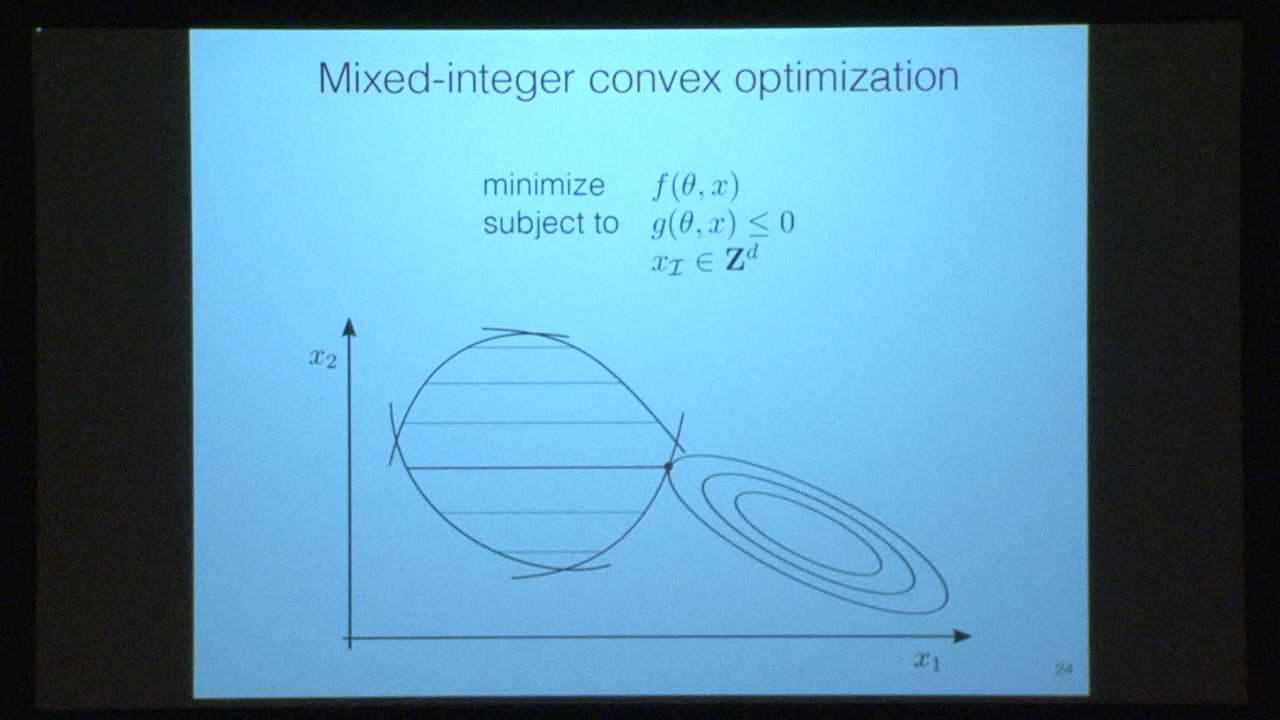 Mixed-integer convex optimization
minimize f(θ, x)
subject to g(θ, x) ≤ 0
x_ℐ ∈ 𝐙^d
x₂
x₁
24